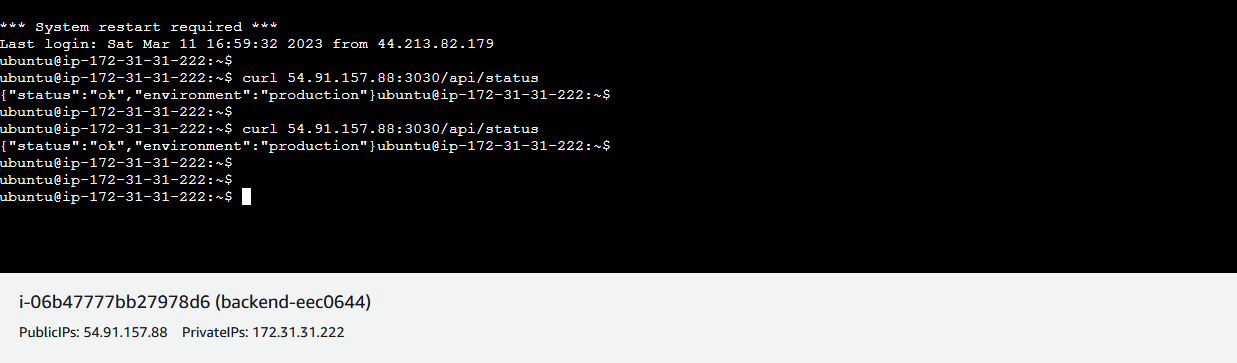 *** System restart required ***
Last login: Sat Mar 11 16:59:32 2023 from 44.213.82.179
ubuntu@ip-172-31-31-222:~$
ubuntu@ip-172-31-31-222:~$ curl 54.91.157.88:3030/api/status
{"status":"ok","environment":"production"}ubuntu@ip-172-31-31-222:~$
ubuntu@ip-172-31-31-222:~$
ubuntu@ip-172-31-31-222:~$ curl 54.91.157.88:3030/api/status
{"status":"ok","environment":"production"}ubuntu@ip-172-31-31-222:~$
ubuntu@ip-172-31-31-222:~$
ubuntu@ip-172-31-31-222:~$
ubuntu@ip-172-31-31-222:~$
i-06b47777bb27978d6 (backend-eec0644)
PublicIPs: 54.91.157.88 PrivateIPs: 172.31.31.222